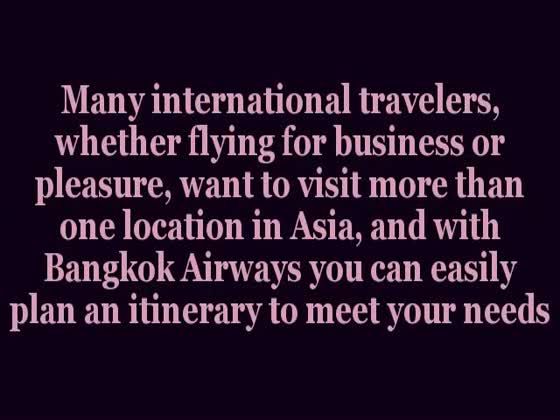 Many international travelers,
whether flying for business or
pleasure, want to visit more than
one location in Asia, and with
Bangkok Airways you can easily
plan an itinerary to meet your needs